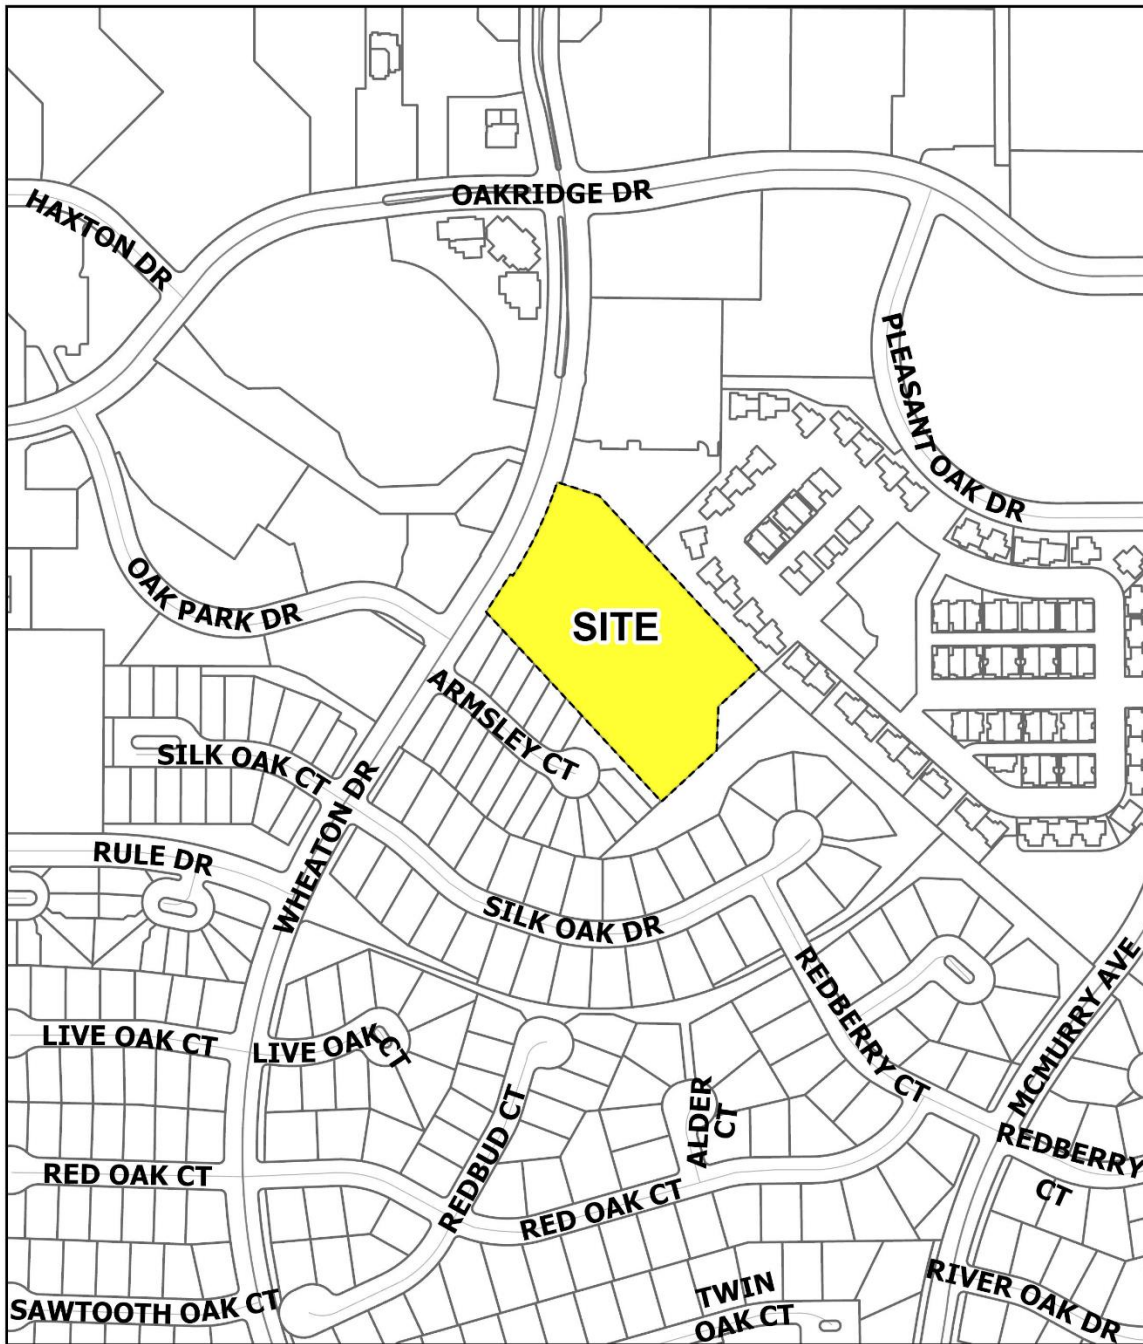 OAKRIDGE DR
HAXTON DR
PLEASANT OAK DR
OAK PARK DR
SITE
ARMSLEY CT
SILK OAK CT
WHEATON DR
RULE DR
SILK OAK DR
REDBERRY CT
MCMURRY AVE
LIVE OAK CT
LIVE OAK CT
ALDER
CT
REDBUD CT
RED OAK CT
REDBERRY
CT
RED OAK CT
TWIN
OAK CT
RIVER OAK DR
SAWTOOTH OAK CT